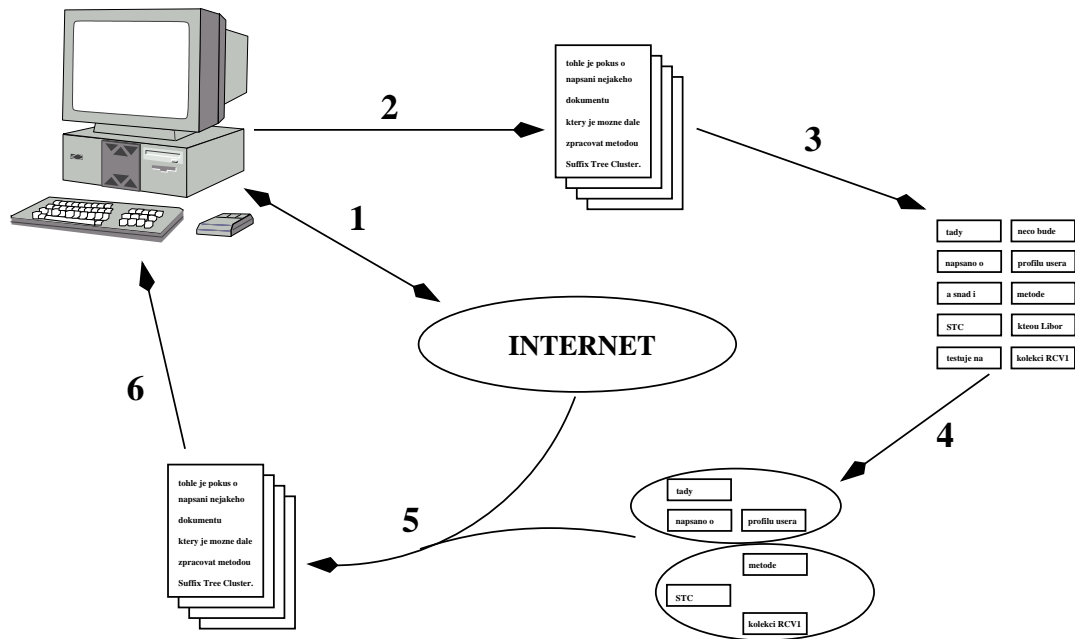 2
tohle je pokus o
napsani nejakeho
dokumentu
ktery je mozne dale
zpracovat metodou
Suffix Tree Cluster.
3
1
tady
neco bude
napsano o
profilu usera
a snad i
metode
STC
kteou Libor
testuje na
kolekci RCV1
INTERNET
6
4
tohle je pokus o
napsani nejakeho
dokumentu
ktery je mozne dale
zpracovat metodou
Suffix Tree Cluster.
5
tady
napsano o
profilu usera
metode
STC
kolekci RCV1